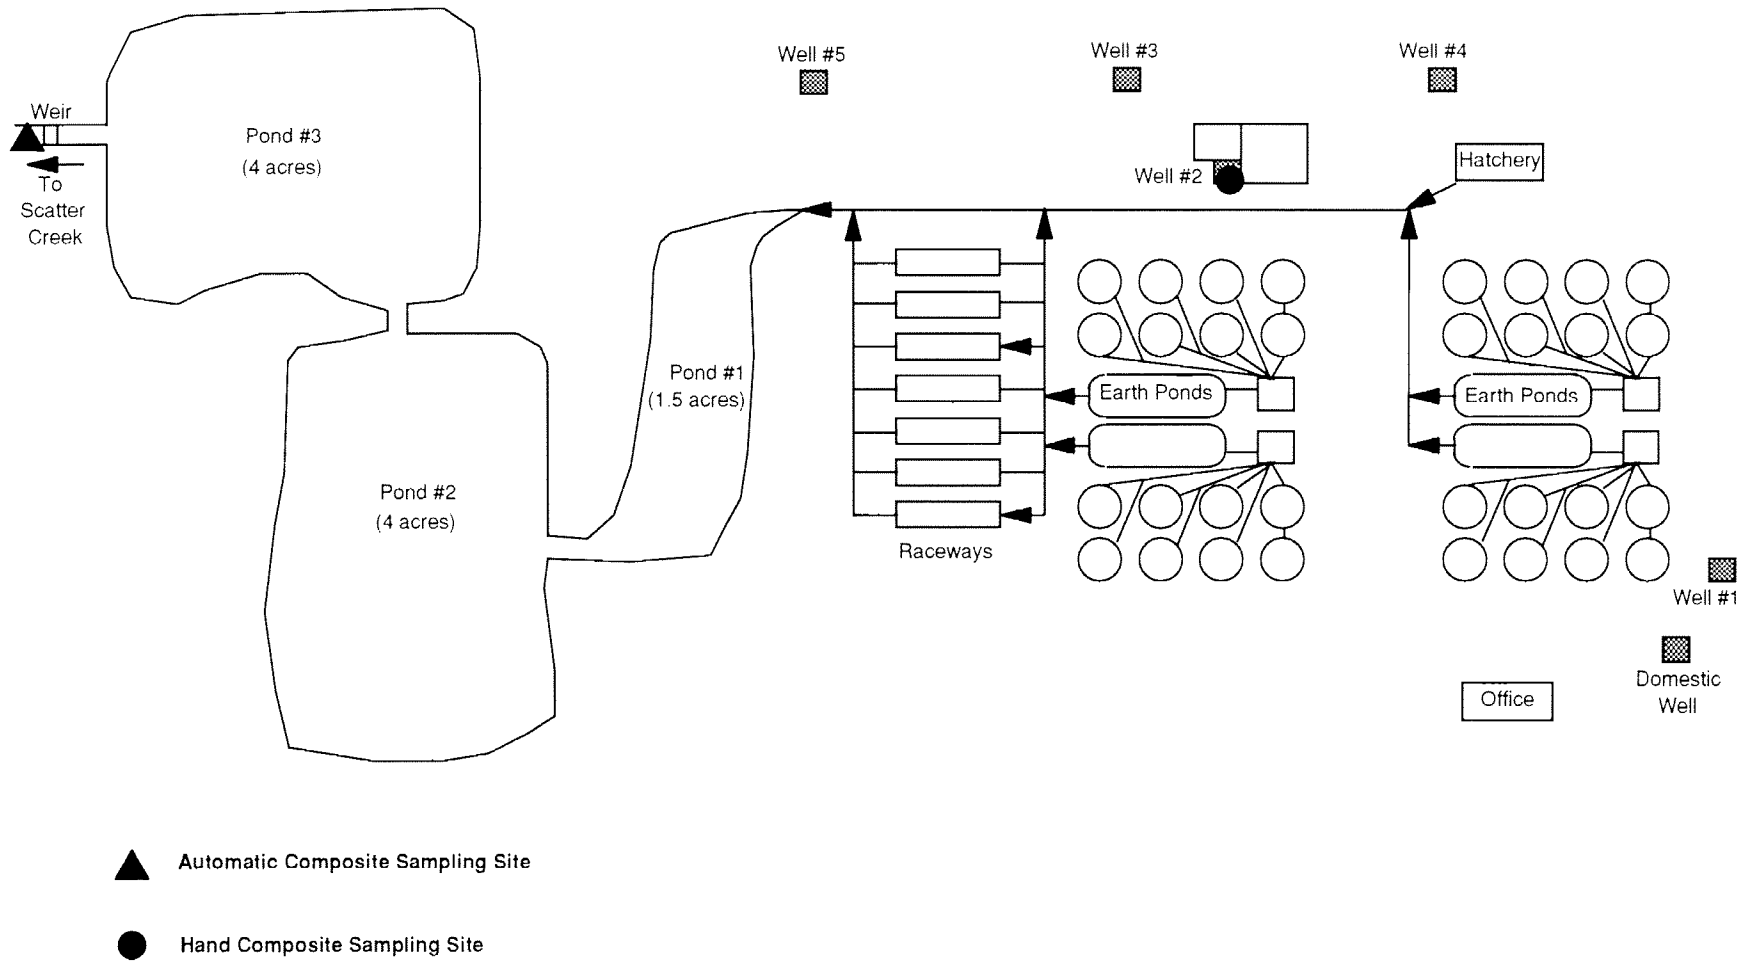 Well #5
Well #3
Well #4
Weir
Pond #3
(4 acres)
Hatchery
Well #2
To
Scatter
Creek
Pond #1
(1.5 acres)
Earth Ponds
Earth Ponds
Pond #2
(4 acres)
Raceways
Well #1
Domestic
Well
Office
Automatic Composite Sampling Site
Hand Composite Sampling Site